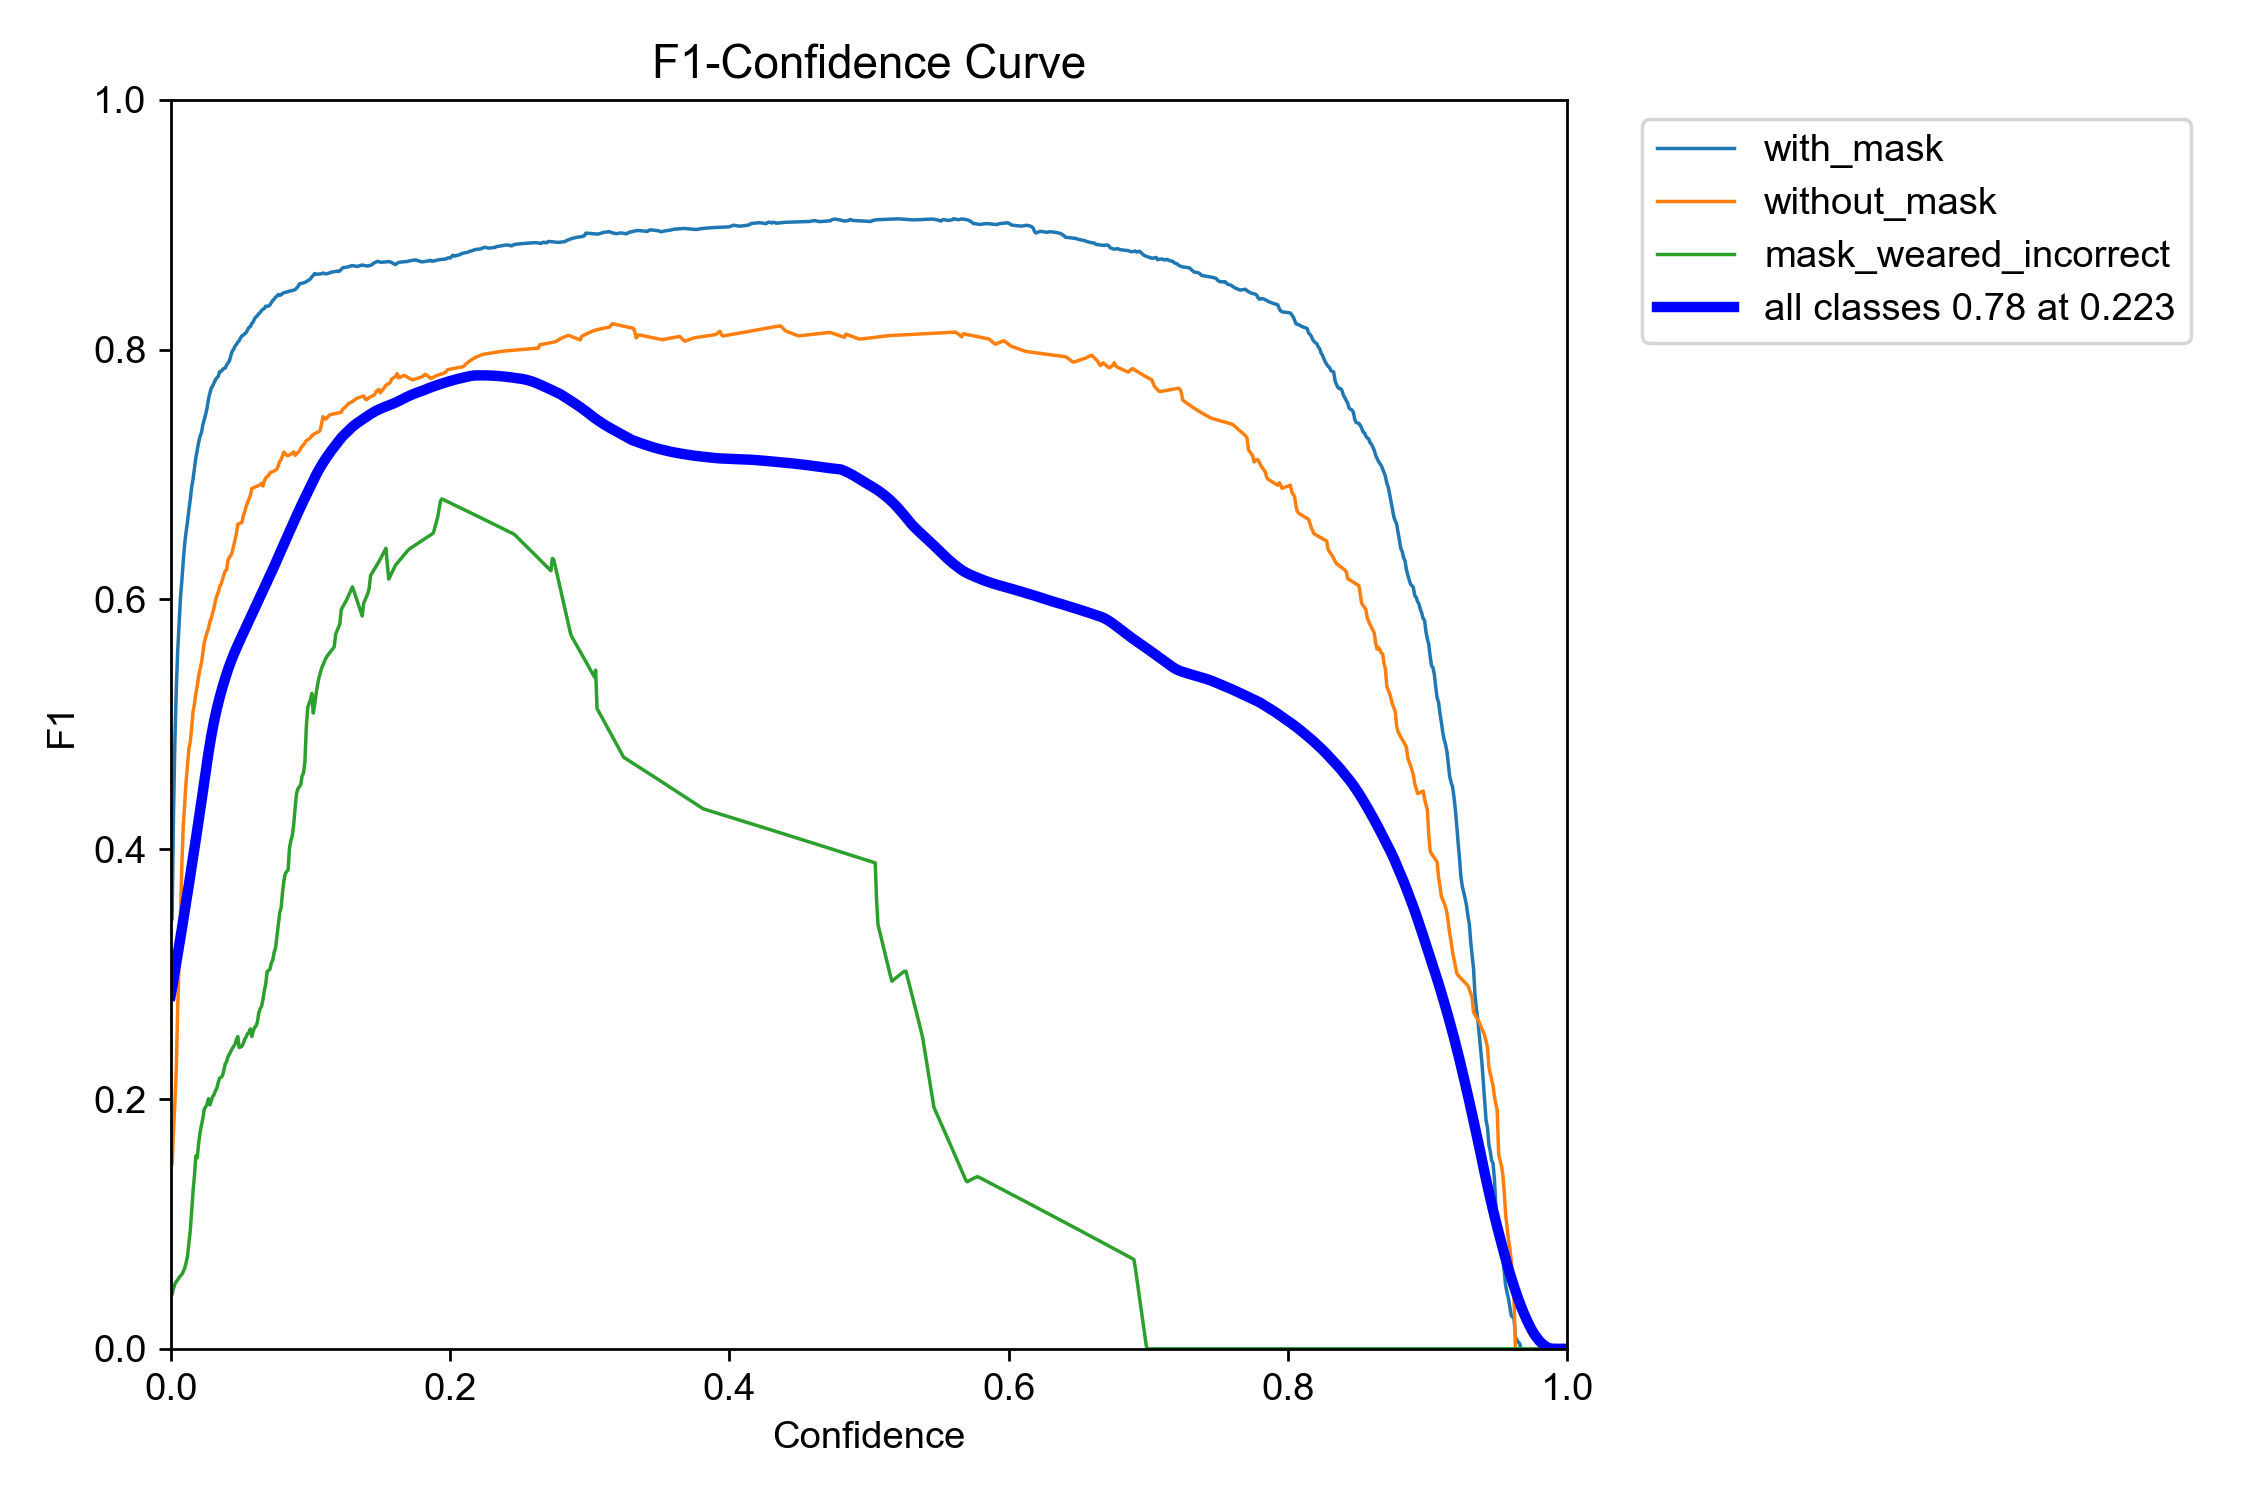 F1-Confidence Curve
1.0
0.8
0.6
0.4
0.2
0.0
F1
0.0 0.2 0.4 0.6 0.8 1.0
Confidence
with_mask
without_mask
mask_weared_incorrect
all classes 0.78 at 0.223